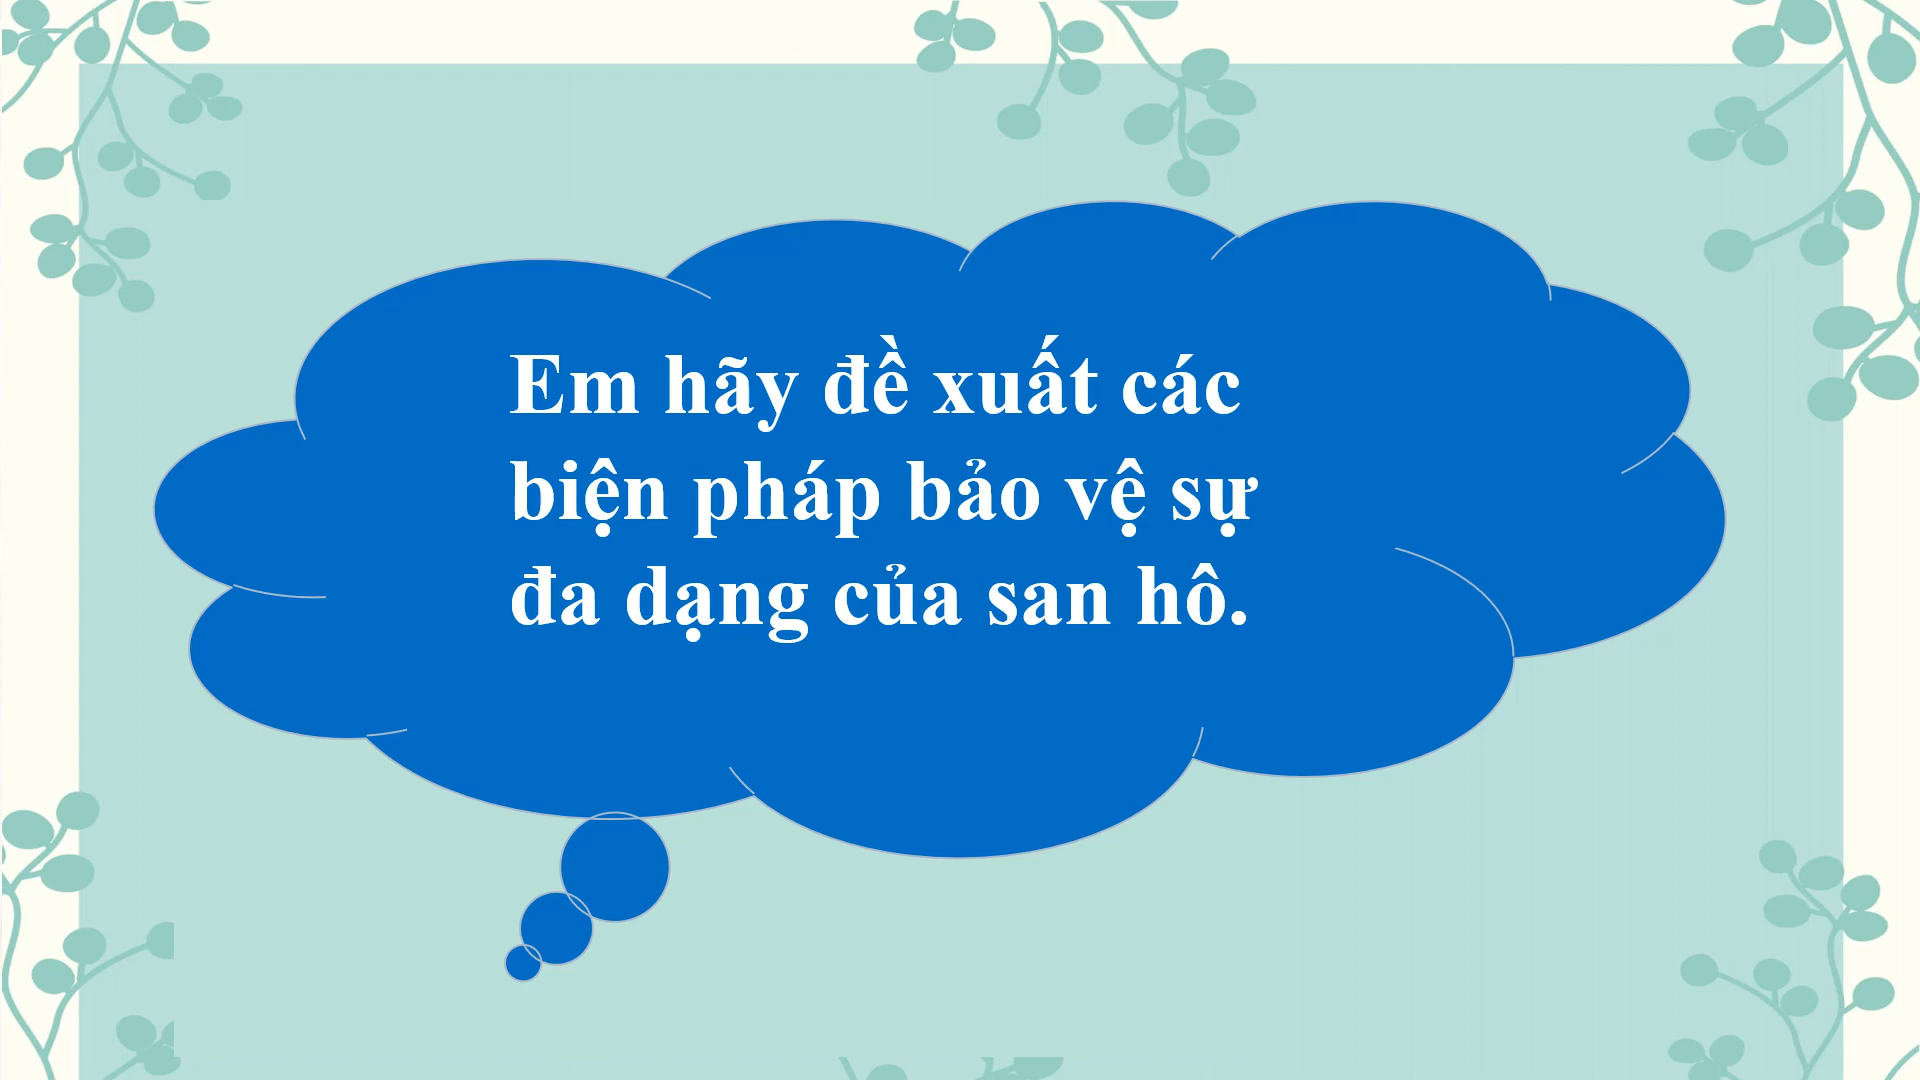 Em hãy đề xuất các
biện pháp bảo vệ sự
đa dạng của san hô.